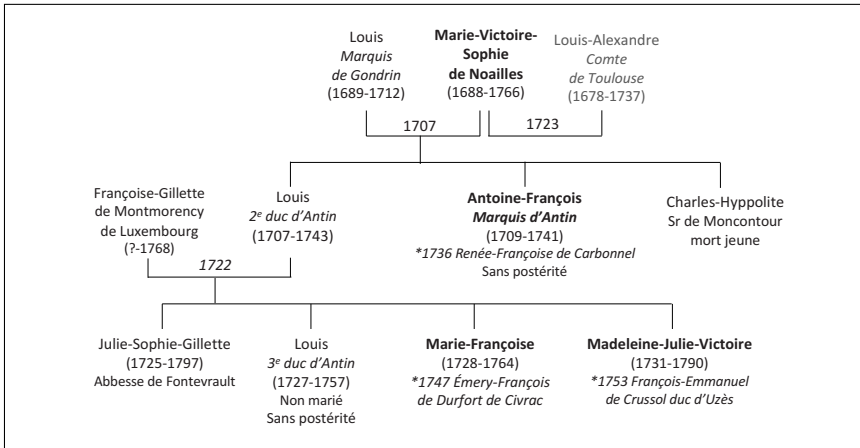 Louis
Marquis
de Gondrin
(1689-1712)
Marie-Victoire-
Sophie
de Noailles
(1688-1766)
Louis-Alexandre
Comte
de Toulouse
(1678-1737)
1707
1723
Françoise-Gillette
de Montmorency
de Luxembourg
(?-1768)
Louis
2e duc d’Antin
(1707-1743)
Antoine-François
Marquis d’Antin
(1709-1741)
*1736 Renée-Françoise de Carbonnel
Sans postérité
Charles-Hyppolite
Sr de Moncontour
mort jeune
1722
Julie-Sophie-Gillette
(1725-1797)
Abbesse de Fontevrault
Louis
3e duc d’Antin
(1727-1757)
Non marié
Sans postérité
Marie-Françoise
(1728-1764)
*1747 Émery-François
de Durfort de Civrac
Madeleine-Julie-Victoire
(1731-1790)
*1753 François-Emmanuel
de Crussol duc d’Uzès